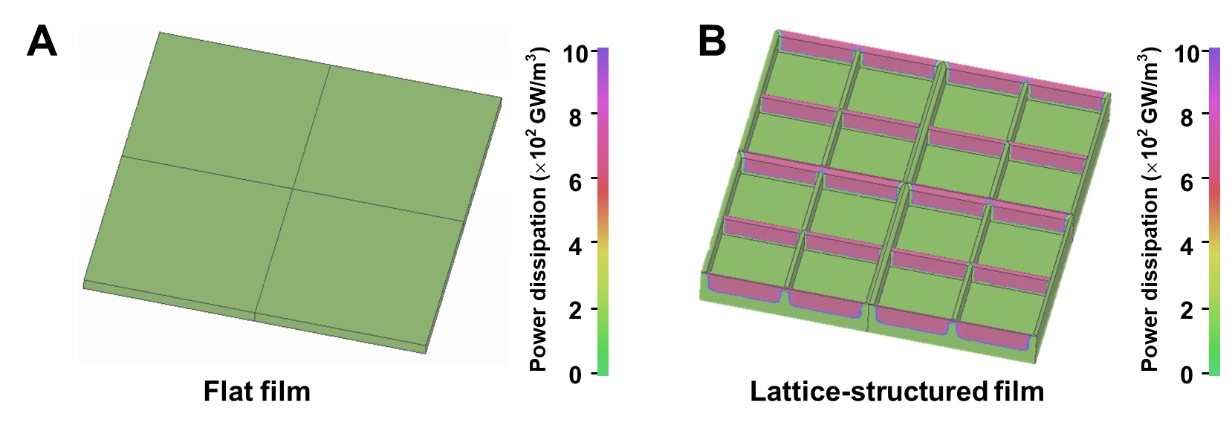 A
B
Power dissipation (×10² GW/m³)
10
8
6
4
2
0
Power dissipation (×10² GW/m³)
10
8
6
4
2
0
Flat film
Lattice-structured film